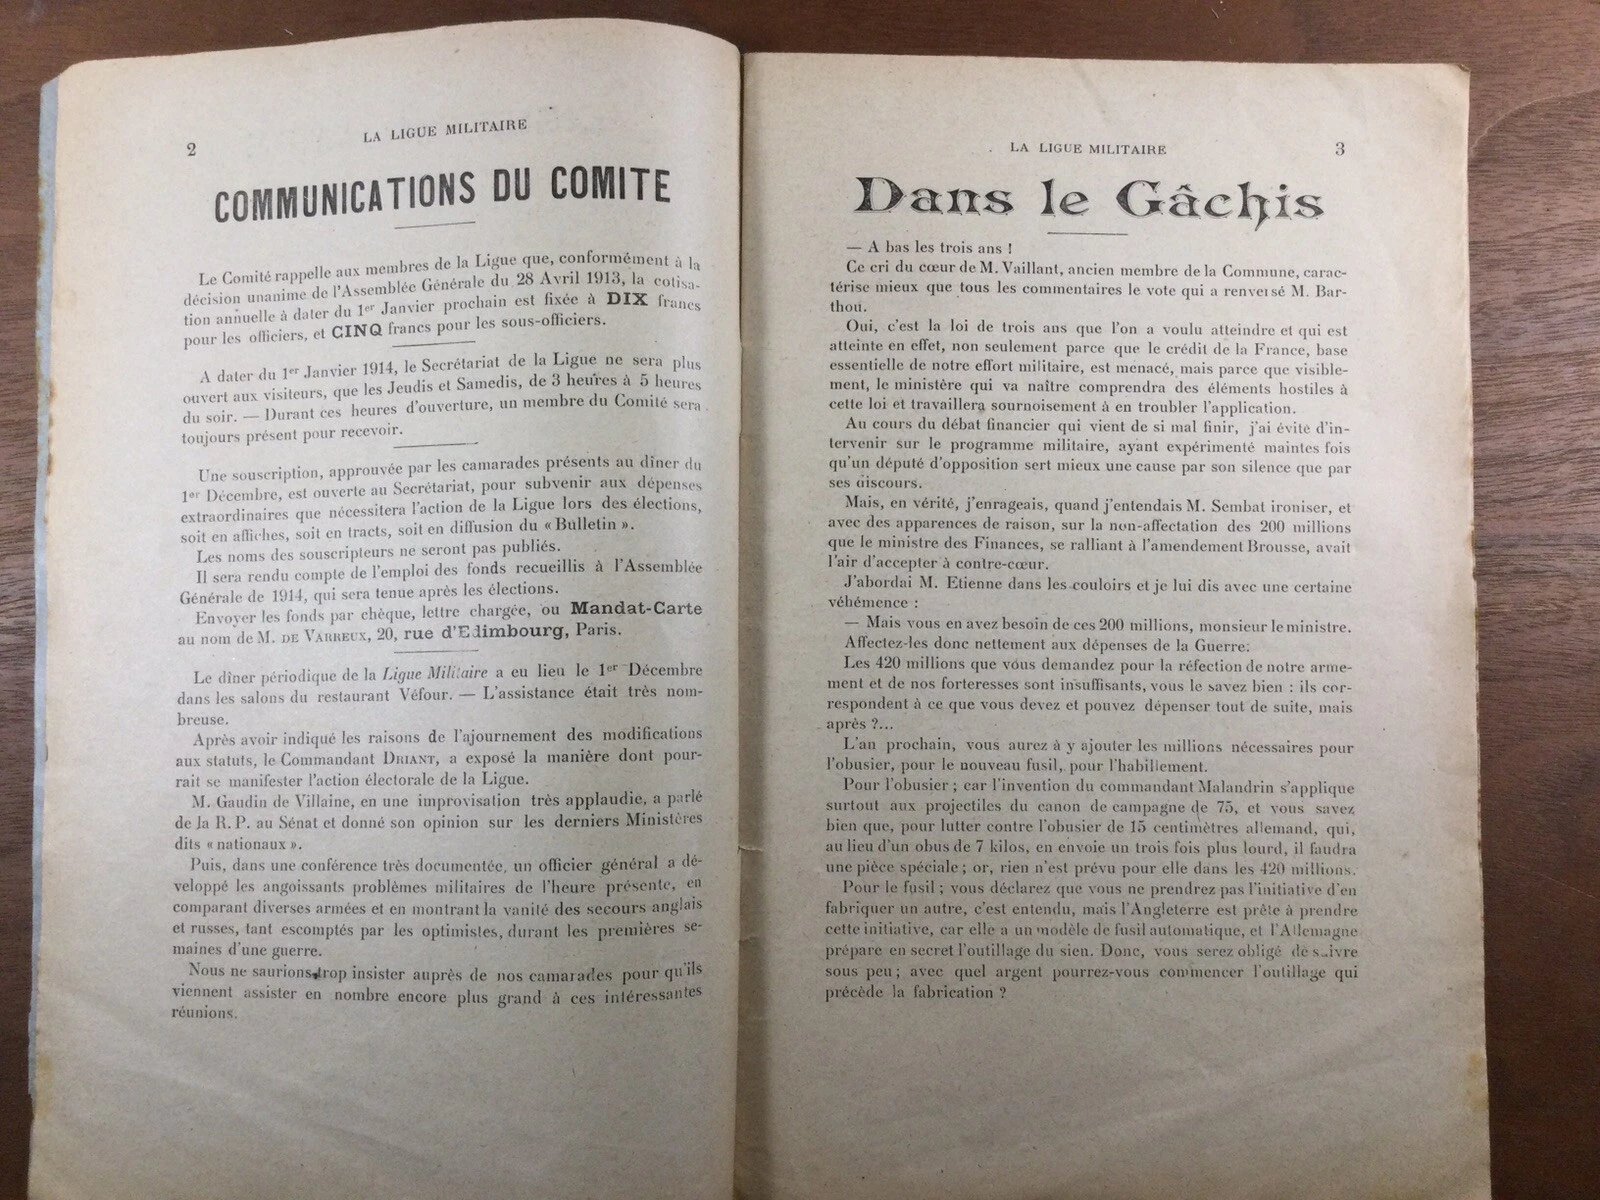 2
LA LIGUE MILITAIRE
COMMUNICATIONS DU COMITE
Le Comité rappelle aux membres de la Ligue que, conformément à la
décision unanime de l'Assemblée Générale du 28 Avril 1913, la cotisa-
tion annuelle à dater du 1er Janvier prochain est fixée à DIX francs
pour les officiers, et CINQ francs pour les sous-officiers.
A dater du 1er Janvier 1914, le Secrétariat de la Ligue ne sera plus
ouvert aux visiteurs, que les Jeudis et Samedis, de 3 heures à 5 heures
du soir. — Durant ces heures d'ouverture, un membre du Comité sera
toujours présent pour recevoir.
Une souscription, approuvée par les camarades présents au dîner du
1er Décembre, est ouverte au Secrétariat, pour subvenir aux dépenses
extraordinaires que nécessitera l'action de la Ligue lors des élections,
soit en affiches, soit en tracts, soit en diffusion du « Bulletin ».
Les noms des souscripteurs ne seront pas publiés.
Il sera rendu compte de l'emploi des fonds recueillis à l'Assemblée
Générale de 1914, qui sera tenue après les élections.
Envoyer les fonds par chèque, lettre chargée, ou Mandat-Carte
au nom de M. DE VARREUX, 20, rue d'Edimbourg, Paris.
Le dîner périodique de la Ligue Militaire a eu lieu le 1er Décembre
dans les salons du restaurant Véfour. — L'assistance était très nom-
breuse.
Après avoir indiqué les raisons de l'ajournement des modifications
aux statuts, le Commandant DRIANT, a exposé la manière dont pour-
rait se manifester l'action électorale de la Ligue.
M. Gaudin de Villaine, en une improvisation très applaudie, a parlé
de la R. P. au Sénat et donné son opinion sur les derniers Ministères
dits « nationaux ».
Puis, dans une conférence très documentée, un officier général a dé-
veloppé les angoissants problèmes militaires de l'heure présente, en
comparant diverses armées et en montrant la vanité des secours anglais
et russes, tant escomptés par les optimistes, durant les premières se-
maines d'une guerre.
Nous ne saurions trop insister auprès de nos camarades pour qu'ils
viennent assister en nombre encore plus grand à ces intéressantes
réunions.
LA LIGUE MILITAIRE
3
Dans le Gâchis
— A bas les trois ans !
Ce cri du cœur de M. Vaillant, ancien membre de la Commune, carac-
térise mieux que tous les commentaires le vote qui a renversé M. Bar-
thou.
Oui, c'est la loi de trois ans que l'on a voulu atteindre et qui est
atteinte en effet, non seulement parce que le crédit de la France, base
essentielle de notre effort militaire, est menacé, mais parce que visible-
ment, le ministère qui va naître comprendra des éléments hostiles à
cette loi et travaillera sournoisement à en troubler l'application.
Au cours du débat financier qui vient de si mal finir, j'ai évité d'in-
tervenir sur le programme militaire, ayant expérimenté maintes fois
qu'un député d'opposition sert mieux une cause par son silence que par
ses discours.
Mais, en vérité, j'enrageais, quand j'entendais M. Sembat ironiser, et
avec des apparences de raison, sur la non-affectation des 200 millions
que le ministre des Finances, se ralliant à l'amendement Brousse, avait
l'air d'accepter à contre-cœur.
J'abordai M. Etienne dans les couloirs et je lui dis avec une certaine
véhémence :
— Mais vous en avez besoin de ces 200 millions, monsieur le ministre.
Affectez-les donc nettement aux dépenses de la Guerre.
Les 420 millions que vous demandez pour la réfection de notre arme-
ment et de nos forteresses sont insuffisants, vous le savez bien : ils cor-
respondent à ce que vous devez et pouvez dépenser tout de suite, mais
après ?...
L'an prochain, vous aurez à y ajouter les millions nécessaires pour
l'obusier, pour le nouveau fusil, pour l'habillement.
Pour l'obusier ; car l'invention du commandant Malandrin s'applique
surtout aux projectiles du canon de campagne de 75, et vous savez
bien que, pour lutter contre l'obusier de 15 centimètres allemand, qui,
au lieu d'un obus de 7 kilos, en envoie un trois fois plus lourd, il faudra
une pièce spéciale ; or, rien n'est prévu pour elle dans les 420 millions.
Pour le fusil ; vous déclarez que vous ne prendrez pas l'initiative d'en
fabriquer un autre, c'est entendu, mais l'Angleterre est prête à prendre
cette initiative, car elle a un modèle de fusil automatique, et l'Allemagne
prépare en secret l'outillage du sien. Donc, vous serez obligé de suivre
sous peu ; avec quel argent pourrez-vous commencer l'outillage qui
précède la fabrication ?